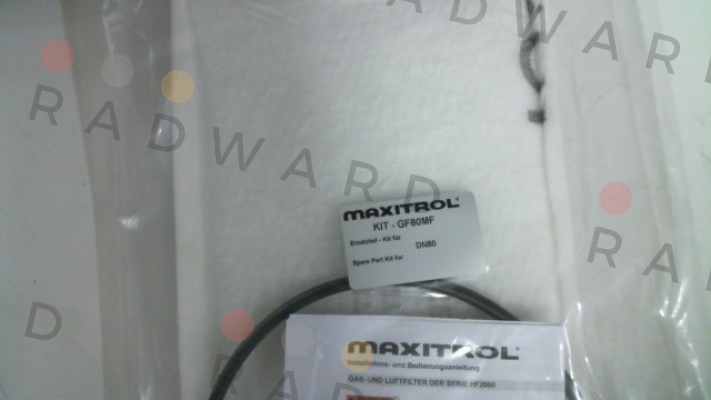 RADWARD
RADWARD
MAXITROL®
KIT - GF80MF
Ersatzteil - Kit für
DN80
Spare Part Kit for
RAD
D
MAXITROL®
Installations- und Bedienungsanleitung
GAS- UND LUFTFILTER DER SERIE HF2000
RADWARD